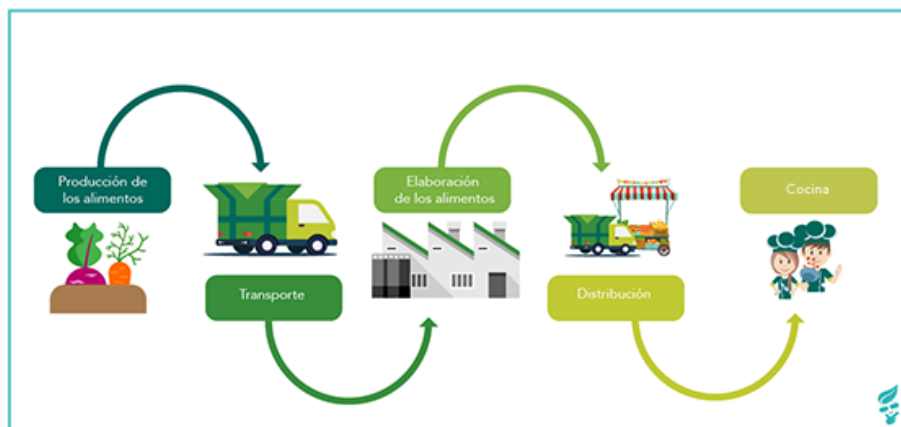 Producción de
los alimentos
Transporte
Elaboración
de los alimentos
Distribución
Cocina